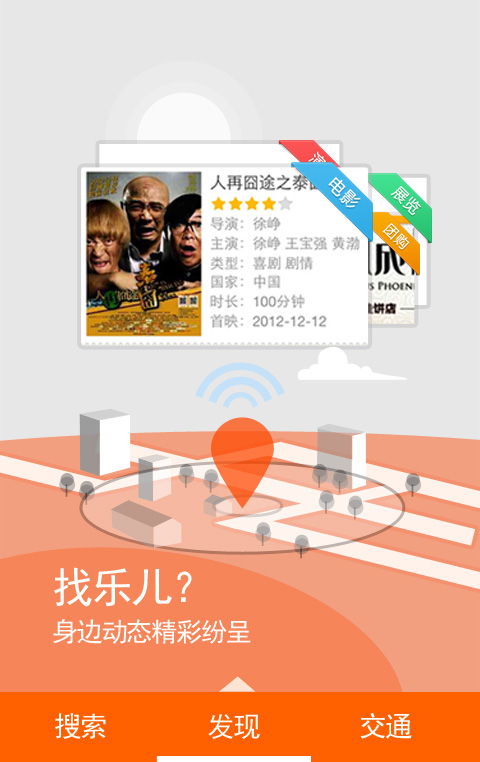 演
人再囧途之泰
电影
展览
导演：徐峥
主演：徐峥 王宝强 黄渤
团购
类型：喜剧 剧情
国家：中国
PHOENI
时长：100分钟
饼店
首映：2012-12-12
找乐儿？
身边动态精彩纷呈
搜索 发现 交通